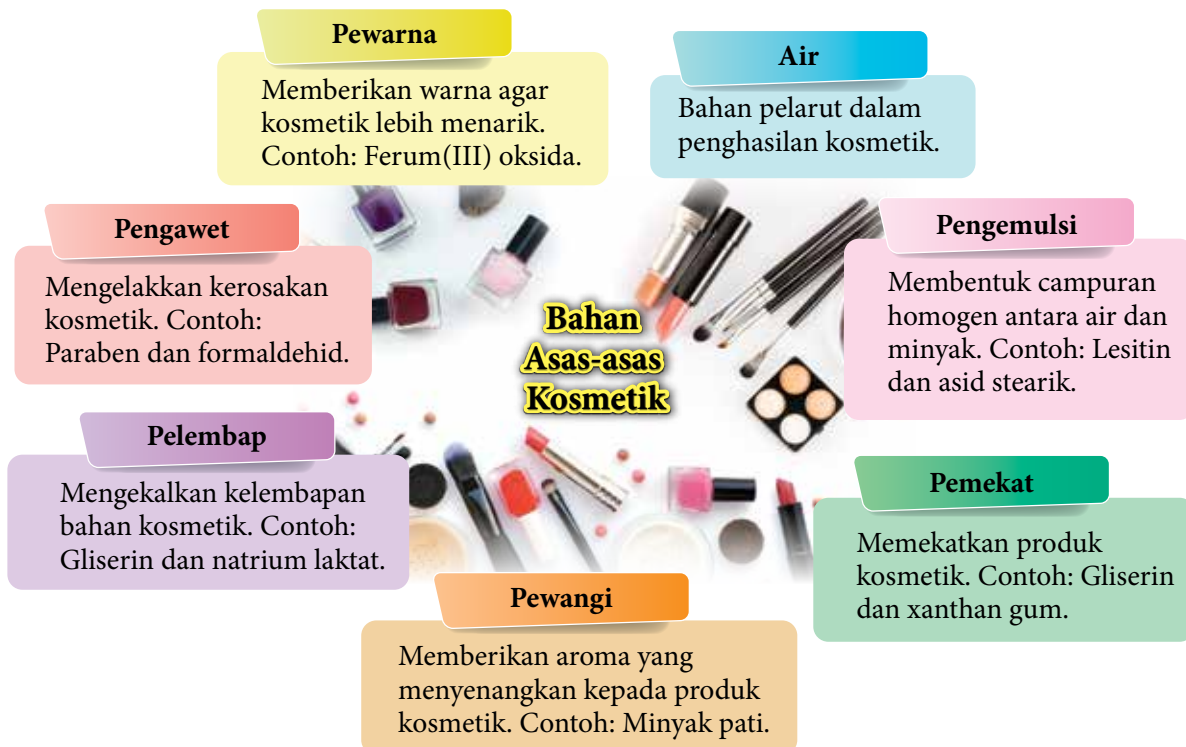 Bahan
Asas-asas
Kosmetik
Pewarna
Memberikan warna agar
kosmetik lebih menarik.
Contoh: Ferum(III) oksida.
Air
Bahan pelarut dalam
penghasilan kosmetik.
Pengawet
Mengelakkan kerosakan
kosmetik. Contoh:
Paraben dan formaldehid.
Pengemulsi
Membentuk campuran
homogen antara air dan
minyak. Contoh: Lesitin
dan asid stearik.
Pelembap
Mengekalkan kelembapan
bahan kosmetik. Contoh:
Gliserin dan natrium laktat.
Pemekat
Memekatkan produk
kosmetik. Contoh: Gliserin
dan xanthan gum.
Pewangi
Memberikan aroma yang
menyenangkan kepada produk
kosmetik. Contoh: Minyak pati.